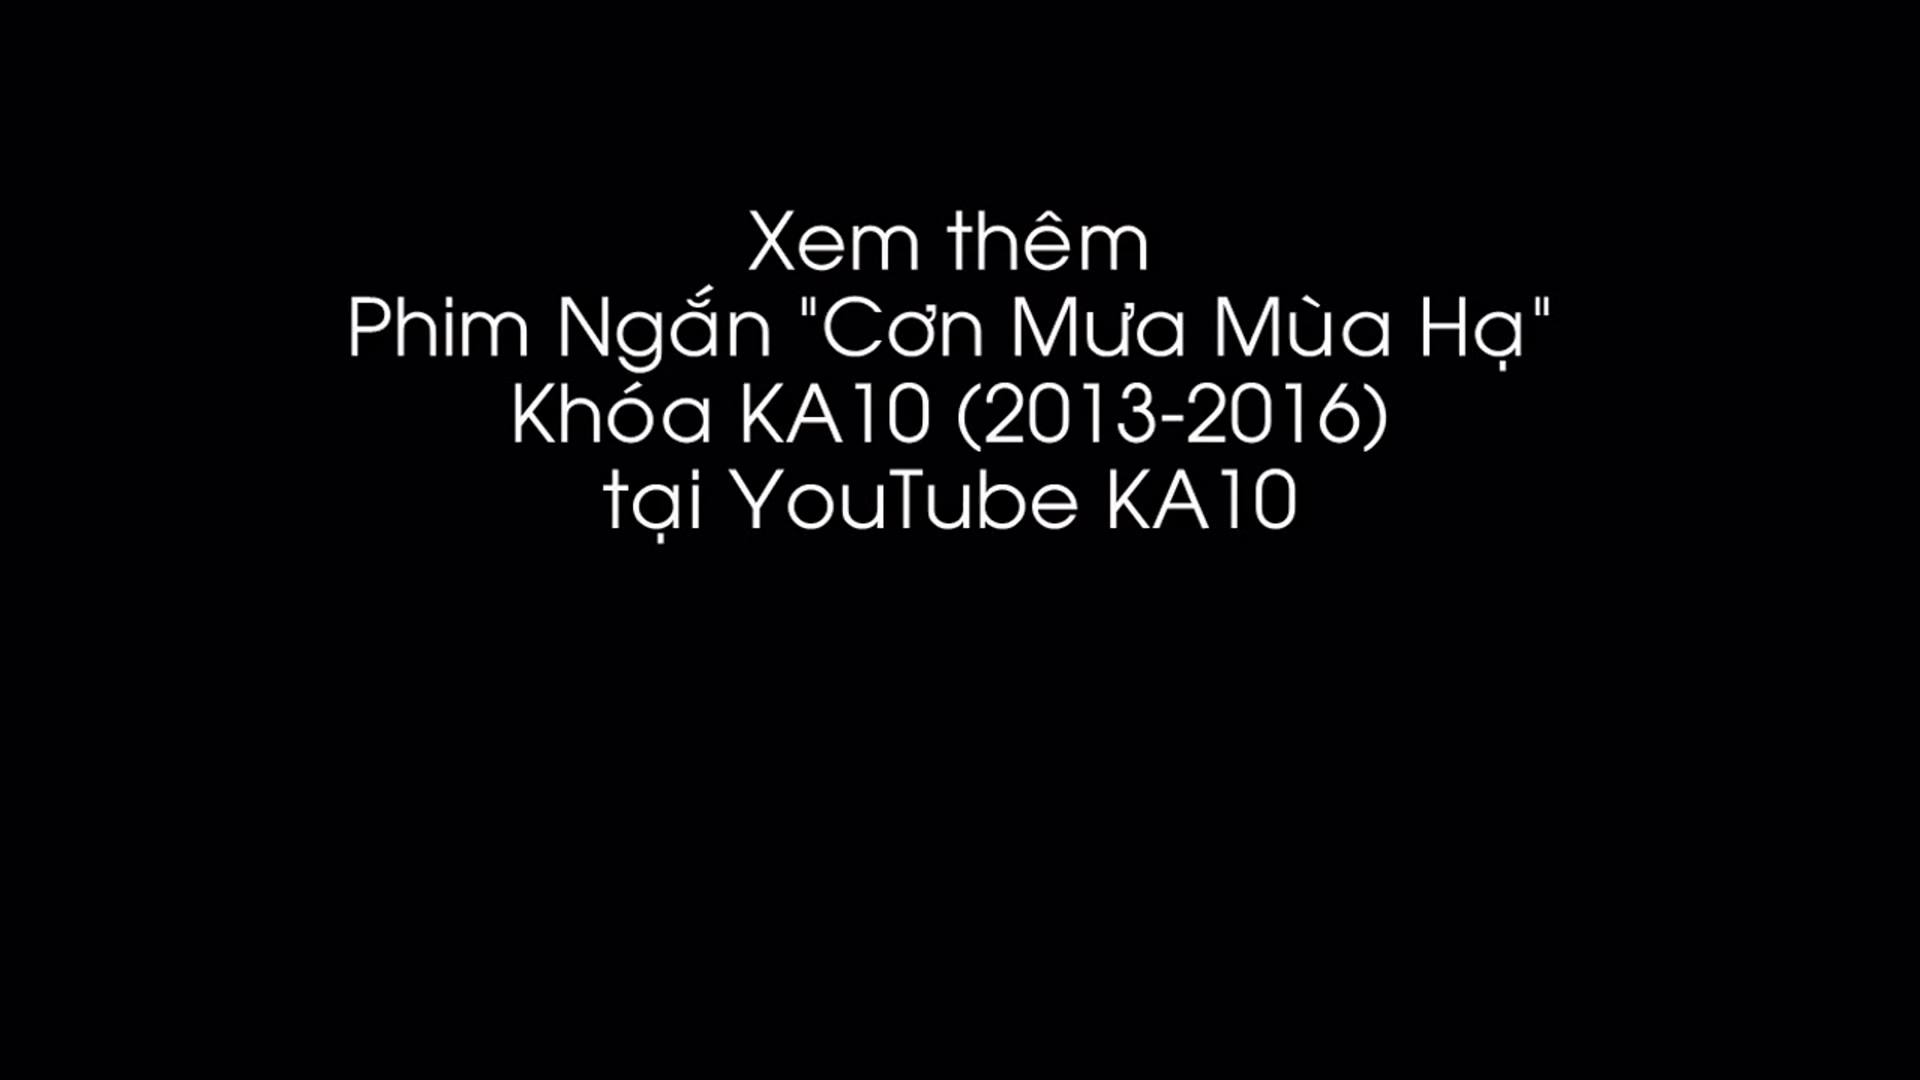 Xem thêm
Phim Ngắn "Cơn Mưa Mùa Hạ"
Khóa KA10 (2013-2016)
tại YouTube KA10